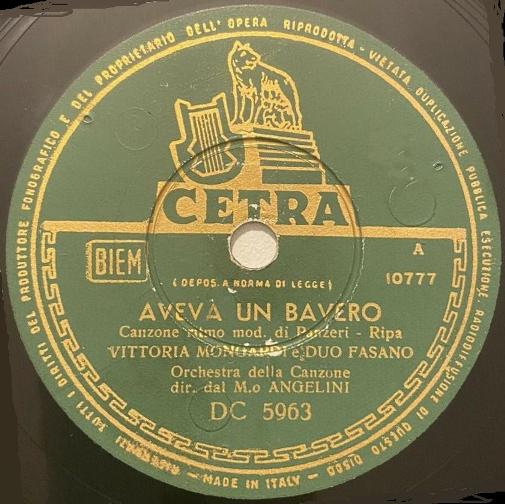 TUTTI I DIRITTI DEL PRODUTTORE FONOGRAFICO E DEL PROPRIETARIO DELL'OPERA RIPRODOTTA - VIETATA DUPLICAZIONE PUBBLICA ESECUZIONE, RADIODIFFUSIONE DI QUESTO DISCO
CETRA
BIEM
A
10777
(DEPOS. A NORMA DI LEGGE)
AVEVA UN BAVERO
Canzone ritmo mod. di Panzeri - Ripa
VITTORIA MONGARDI e DUO FASANO
Orchestra della Canzone
dir. dal M.o ANGELINI
DC 5963
RISERVATI - MADE IN ITALY -